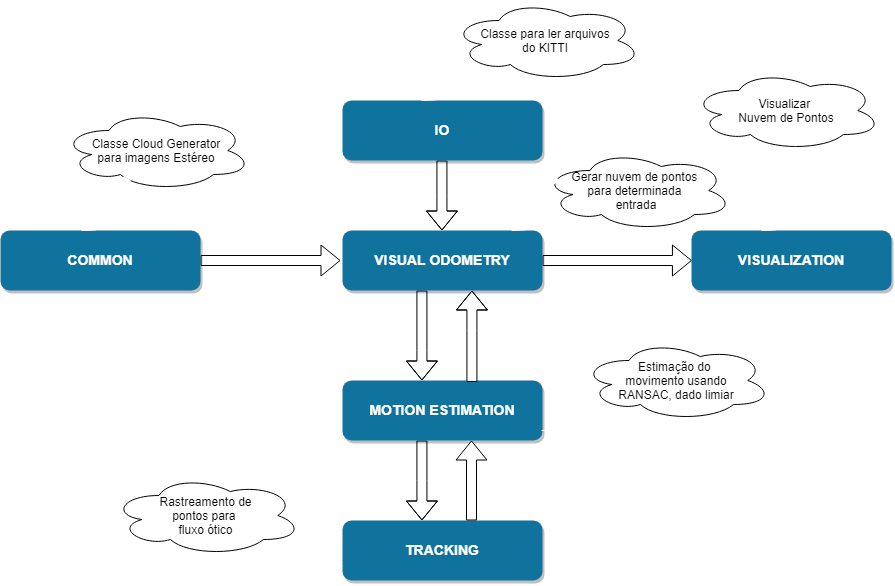 Classe para ler arquivos
do KITTI
Visualizar
Nuvem de Pontos
IO
Classe Cloud Generator
para imagens Estéreo
Gerar nuvem de pontos
para determinada
entrada
COMMON
VISUAL ODOMETRY
VISUALIZATION
Estimação do
movimento usando
RANSAC, dado limiar
MOTION ESTIMATION
Rastreamento de
pontos para
fluxo ótico
TRACKING